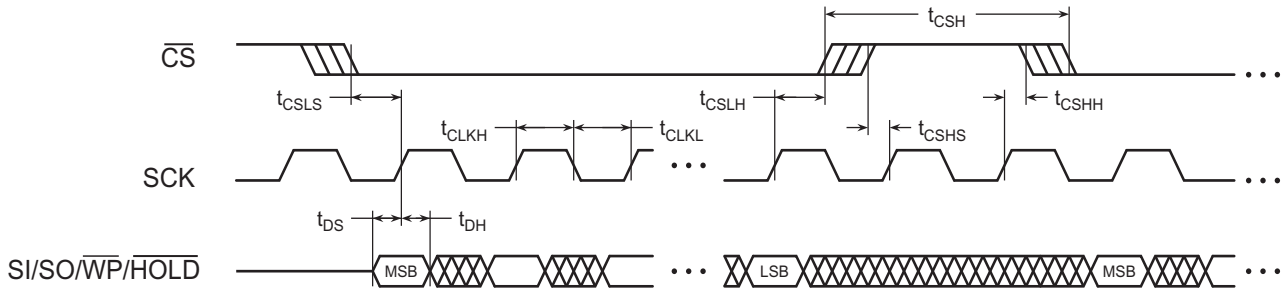 tCSH
CS
tCSLS tCSLH tCSHH
tCLKH tCLKL tCSHS
SCK
tDS tDH
SI/SO/WP/HOLD MSB LSB MSB